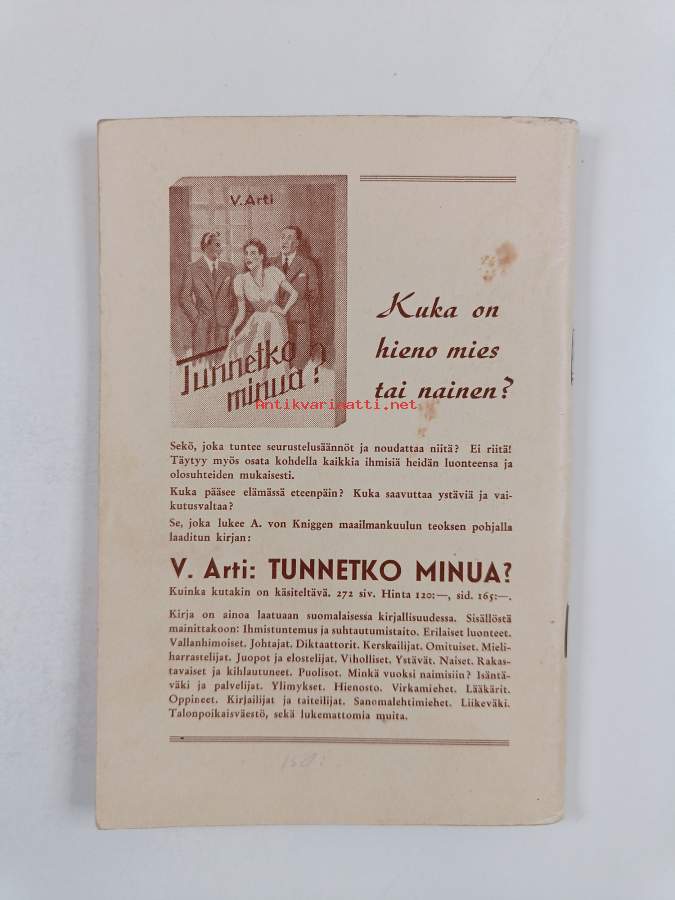 V. Arti
Tunnetko
minua?
Kuka on
hieno mies
tai nainen?
Antikvariaatti.net
Sekö, joka tuntee seurustelusäännöt ja noudattaa niitä? Ei riitä!
Täytyy myös osata kohdella kaikkia ihmisiä heidän luonteensa ja
olosuhteiden mukaisesti.
Kuka pääsee elämässä eteenpäin? Kuka saavuttaa ystäviä ja vai-
kutusvaltaa?
Se, joka lukee A. von Kniggen maailmankuulun teoksen pohjalla
laaditun kirjan:
V. Arti: TUNNETKO MINUA?
Kuinka kutakin on käsiteltävä. 272 siv. Hinta 120:—, sid. 165:—.
Kirja on ainoa laatuaan suomalaisessa kirjallisuudessa. Sisällöstä
mainittakoon: Ihmistuntemus ja suhtautumistaito. Erilaiset luonteet.
Vallanhimoiset. Johtajat. Diktaattorit. Kerskailijat. Omituiset. Mieli-
harrastelijat. Juopot ja elostelijat. Viholliset. Ystävät. Naiset. Rakas-
tavaiset ja kihlautuneet. Puolisot. Minkä vuoksi naimisiin? Isäntä-
väki ja palvelijat. Ylimykset. Hienosto. Virkamiehet. Lääkärit.
Oppineet. Kirjailijat ja taiteilijat. Sanomalehtimiehet. Liikeväki.
Talonpoikaisväestö, sekä lukemattomia muita.